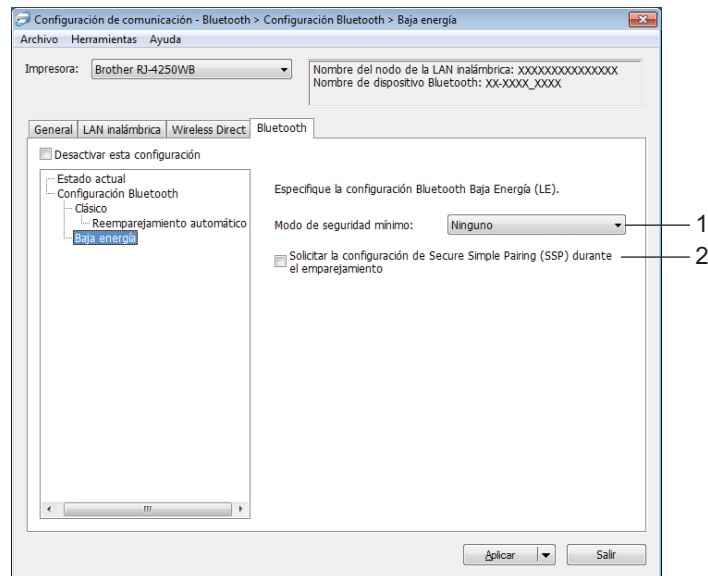 Configuración de comunicación - Bluetooth > Configuración Bluetooth > Baja energía
Archivo Herramientas Ayuda
Impresora: Brother RJ-4250WB
Nombre del nodo de la LAN inalámbrica: XXXXXXXXXXXXXXX
Nombre de dispositivo Bluetooth: XX-XXXX_XXXX
General LAN inalámbrica Wireless Direct Bluetooth
Desactivar esta configuración
Estado actual
Configuración Bluetooth
Clásico
Reemparejamiento automático
Baja energía
Especifique la configuración Bluetooth Baja Energía (LE).
Modo de seguridad mínimo: Ninguno 1
Solicitar la configuración de Secure Simple Pairing (SSP) durante 2
el emparejamiento
Aplicar Salir